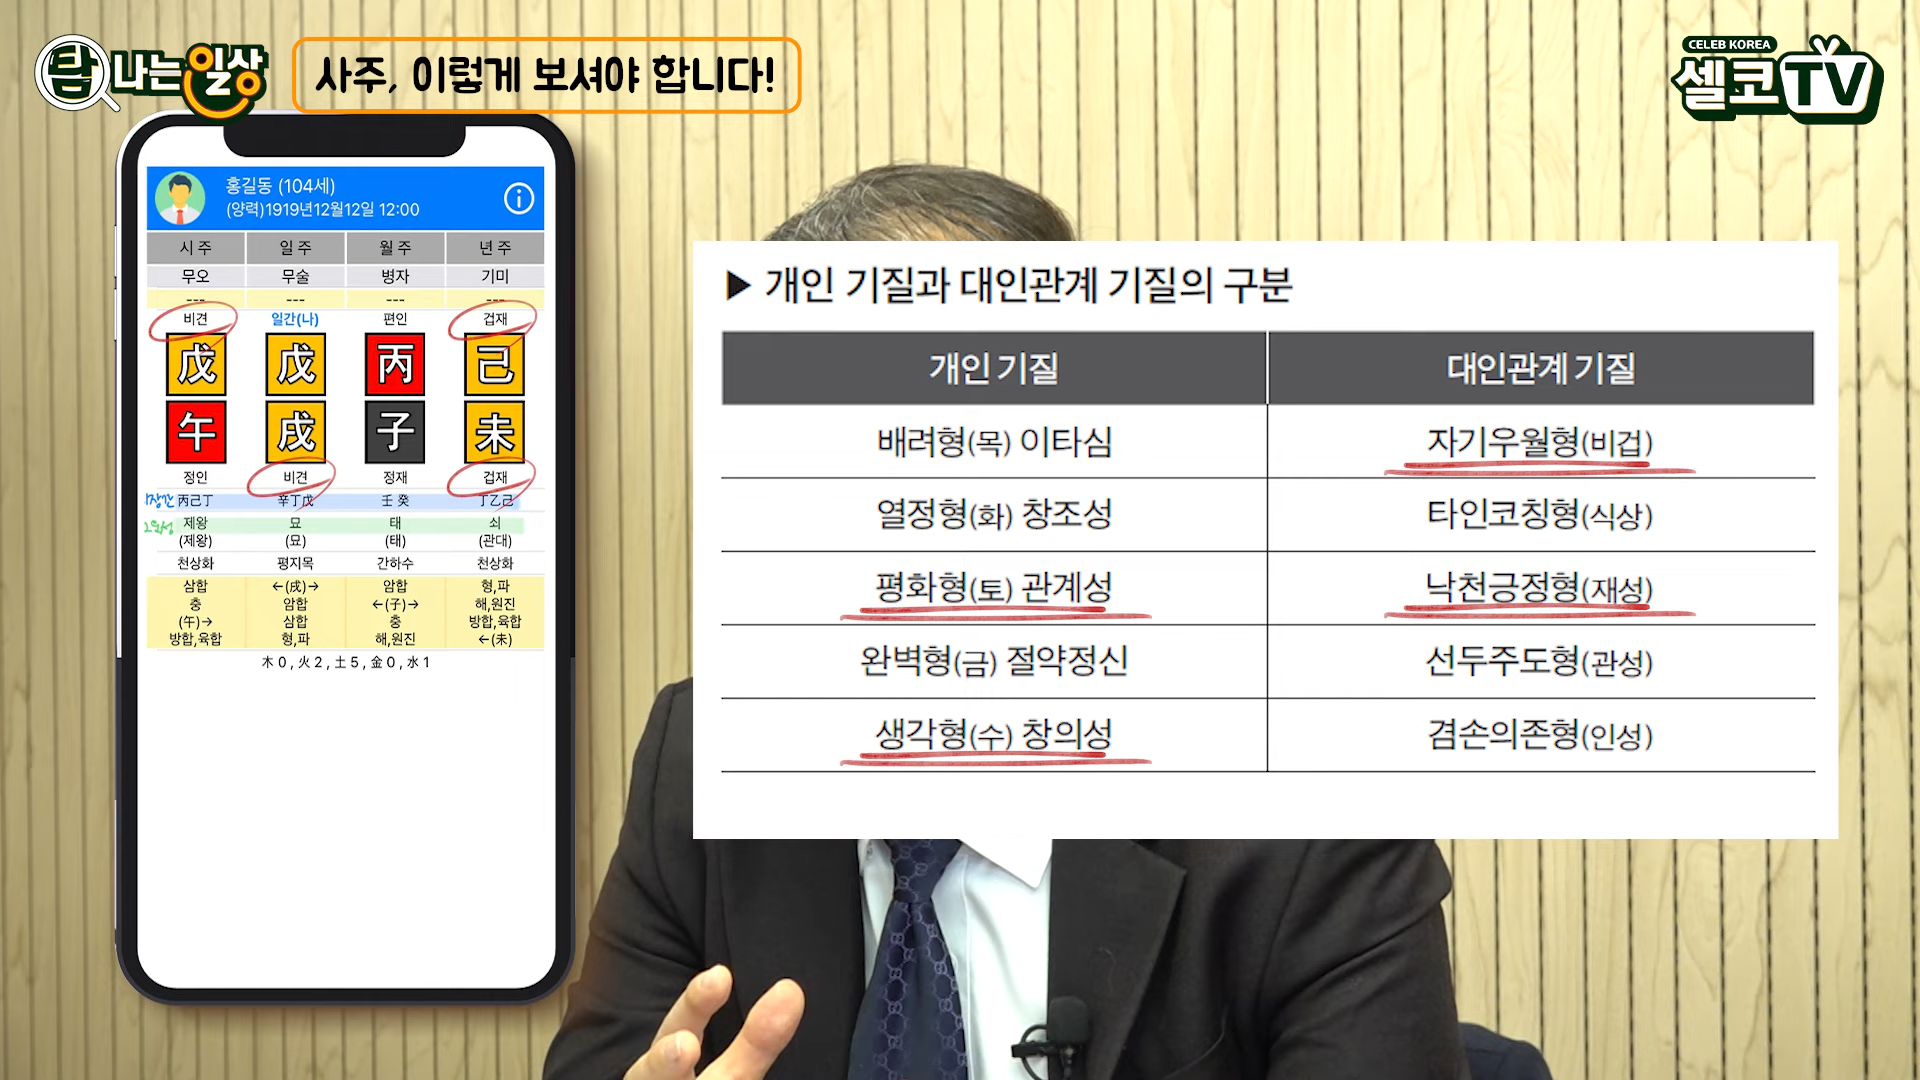 탐나는일상
사주, 이렇게 보셔야 합니다!
CELEB KOREA
셀코TV
홍길동 (104세)
(양력)1919년12월12일 12:00
시주 일주 월주 년주
무오 무술 병자 기미
--- --- --- ---
비견 일간(나) 편인 겁재
戊 戊 丙 己
午 戌 子 未
정인 비견 정재 겁재
丙己丁 辛丁戊 壬癸 丁乙己
제왕 묘 태 쇠
(제왕) (묘) (태) (관대)
천상화 평지목 간하수 천상화
삼합 ←(戌)→ 암합 형,파
충 암합 ←(子)→ 해,원진
(午)→ 삼합 충 방합,육합
방합,육합 형,파 해,원진 ←(未)
木0, 火2, 土5, 金0, 水1
▶ 개인 기질과 대인관계 기질의 구분
개인 기질 대인관계 기질
배려형(목) 이타심 자기우월형(비겁)
열정형(화) 창조성 타인코칭형(식상)
평화형(토) 관계성 낙천긍정형(재성)
완벽형(금) 절약정신 선두주도형(관성)
생각형(수) 창의성 겸손의존형(인성)